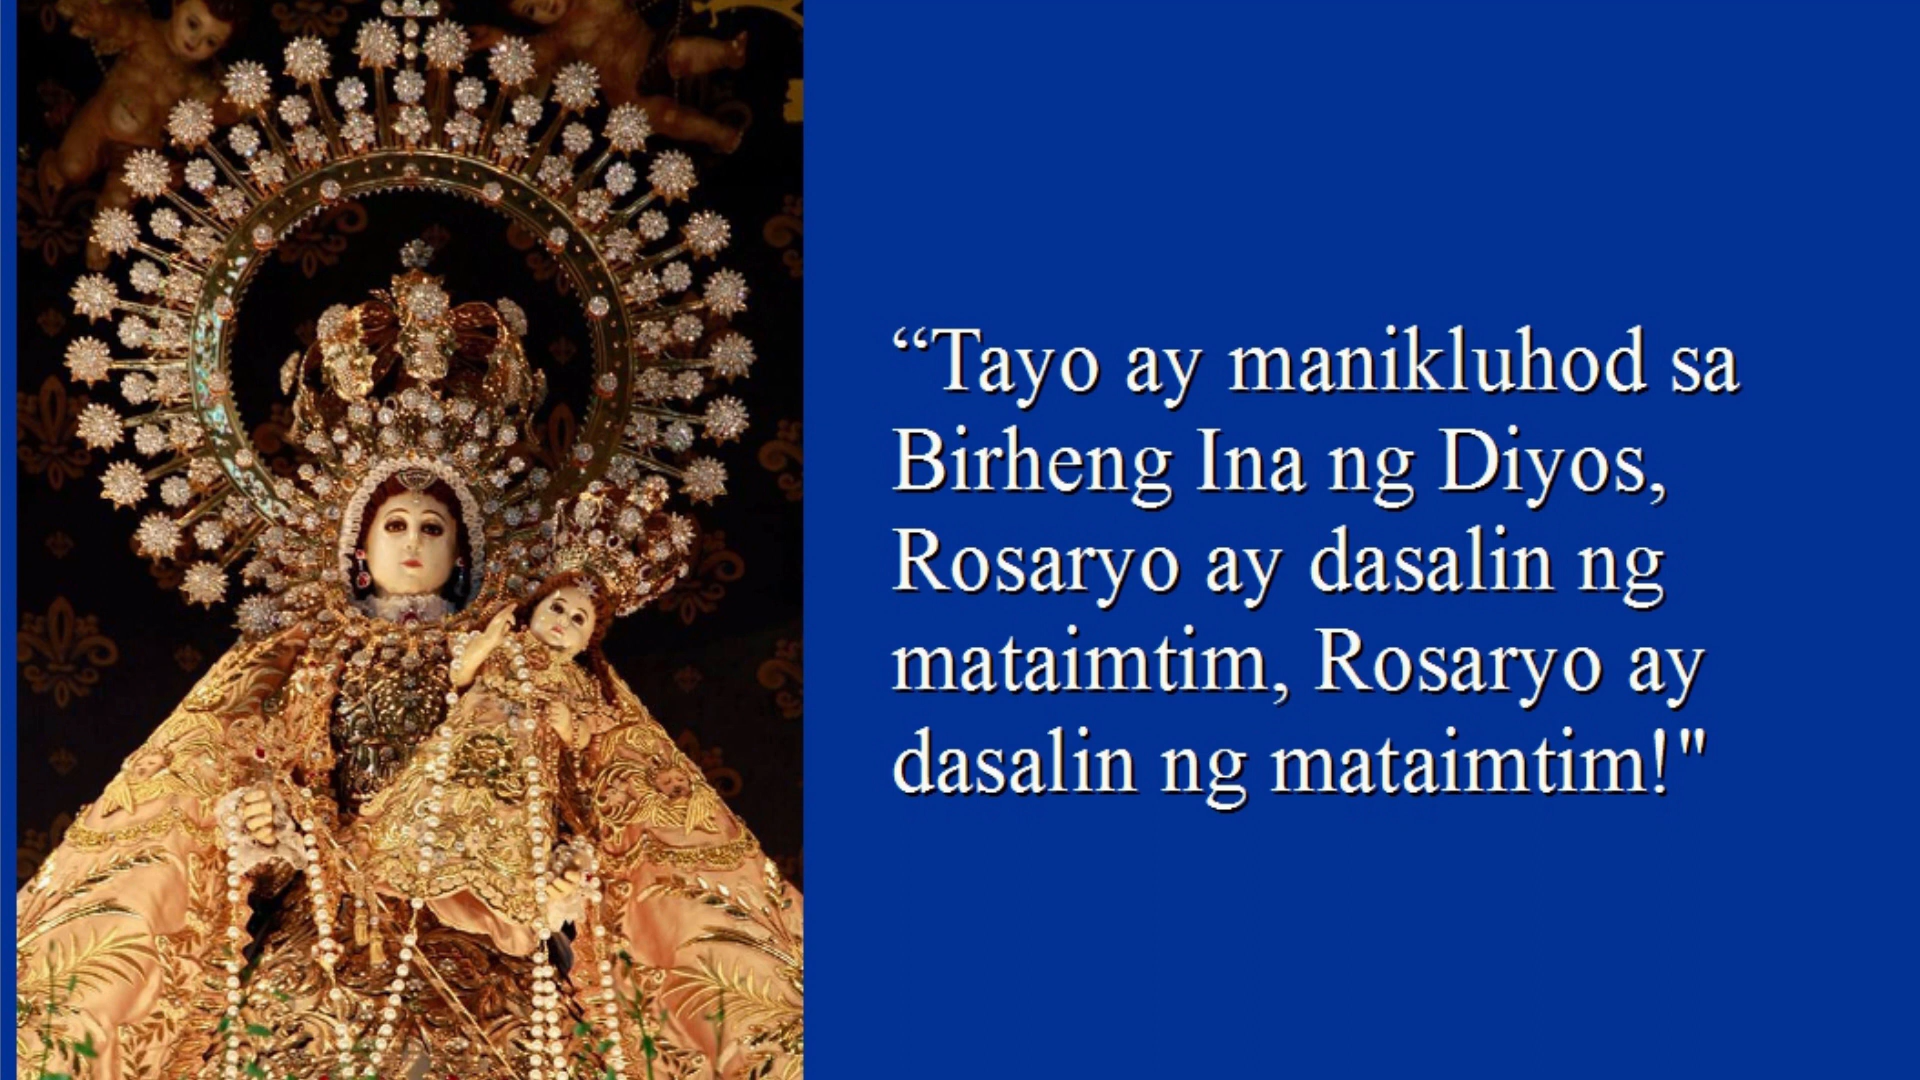 “Tayo ay manikluhod sa
Birheng Ina ng Diyos,
Rosaryo ay dasalin ng
mataimtim, Rosaryo ay
dasalin ng mataimtim!"